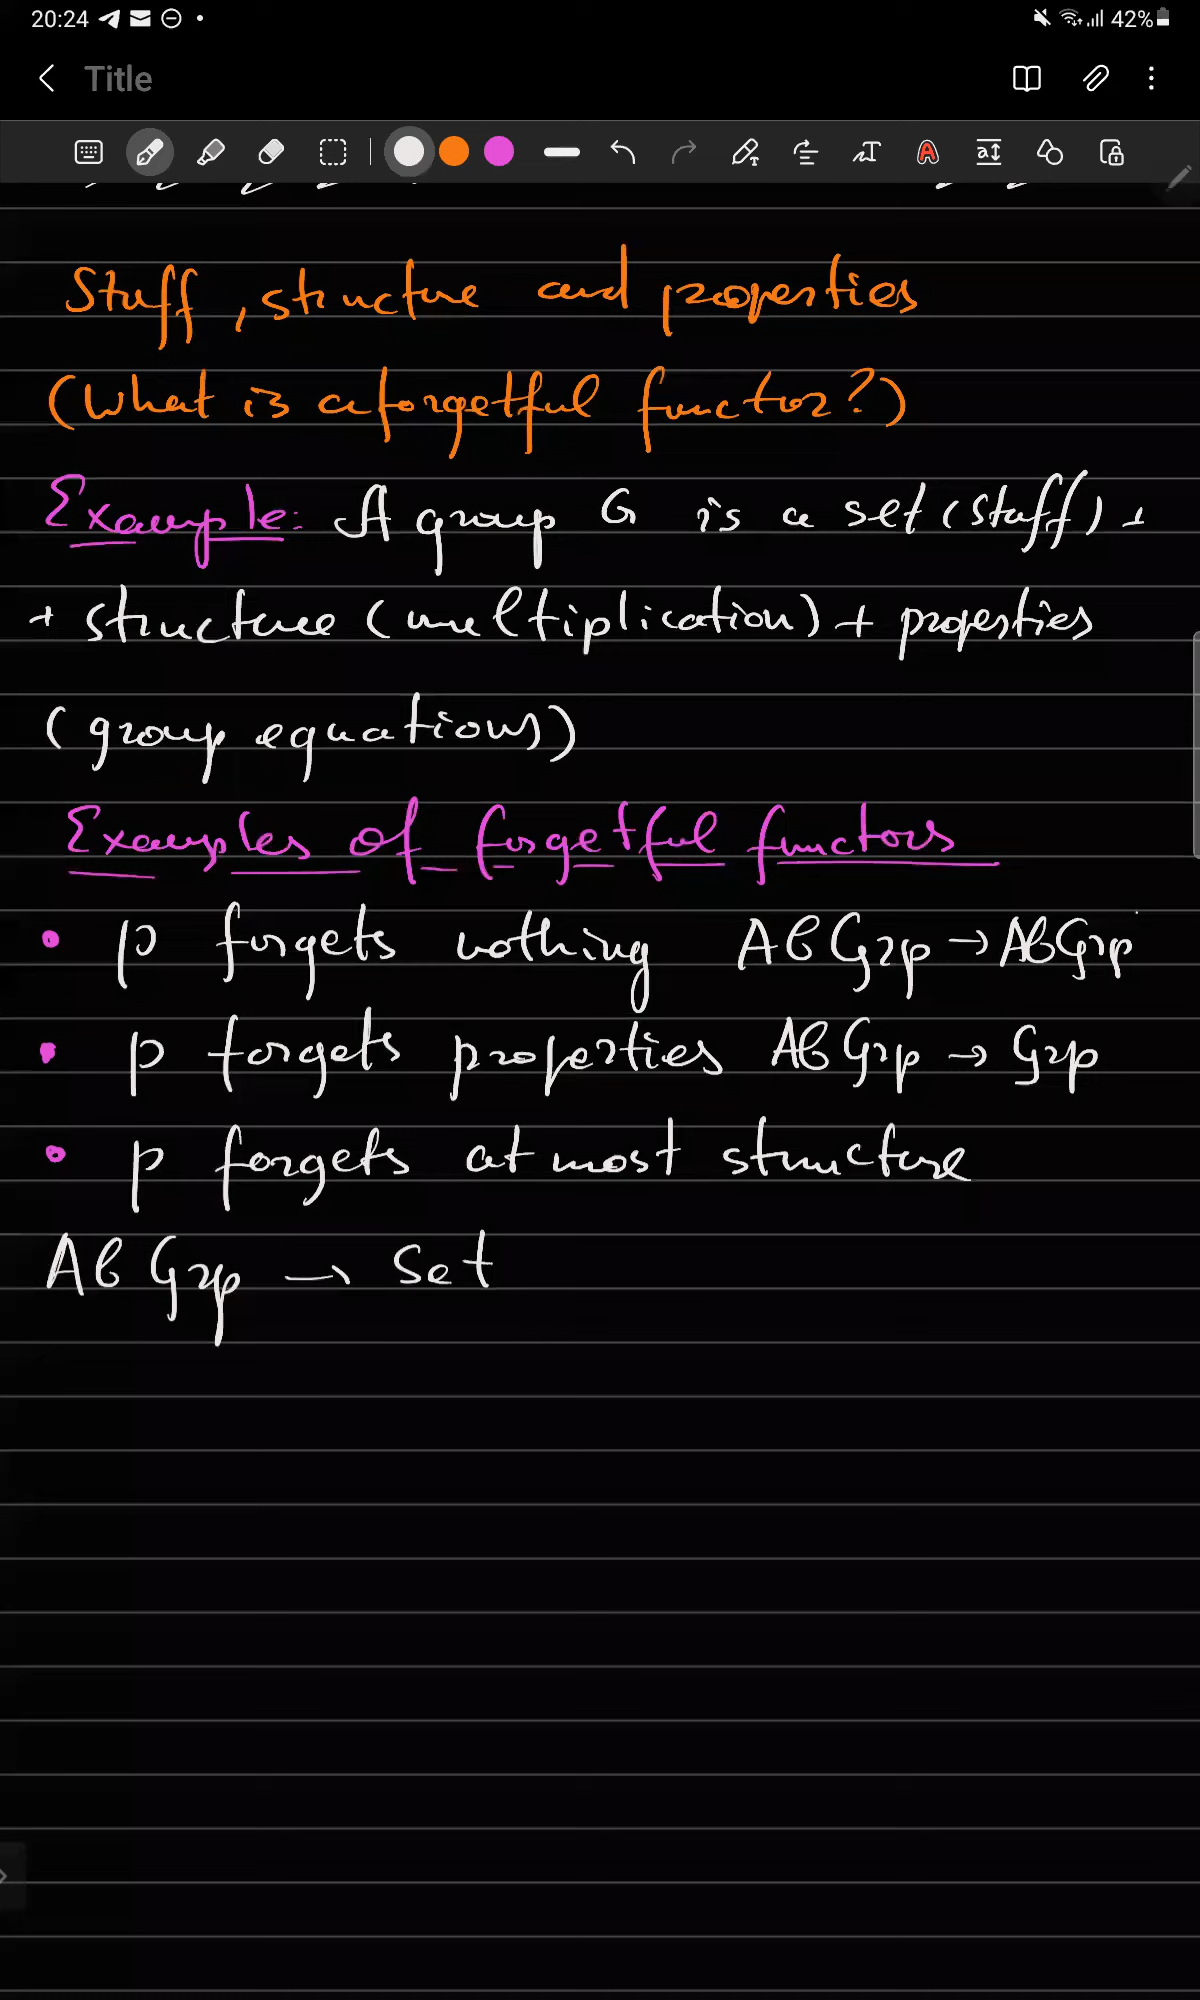 20:24
42%
Title
Stuff, structure and properties
(What is a forgetful functor?)
Example: A group G is a set (stuff) +
+ structure (multiplication) + properties
(group equations)
Examples of forgetful functors
• p forgets nothing AbGrp → AbGrp
• p forgets properties AbGrp → Grp
• p forgets at most structure
AbGrp → Set